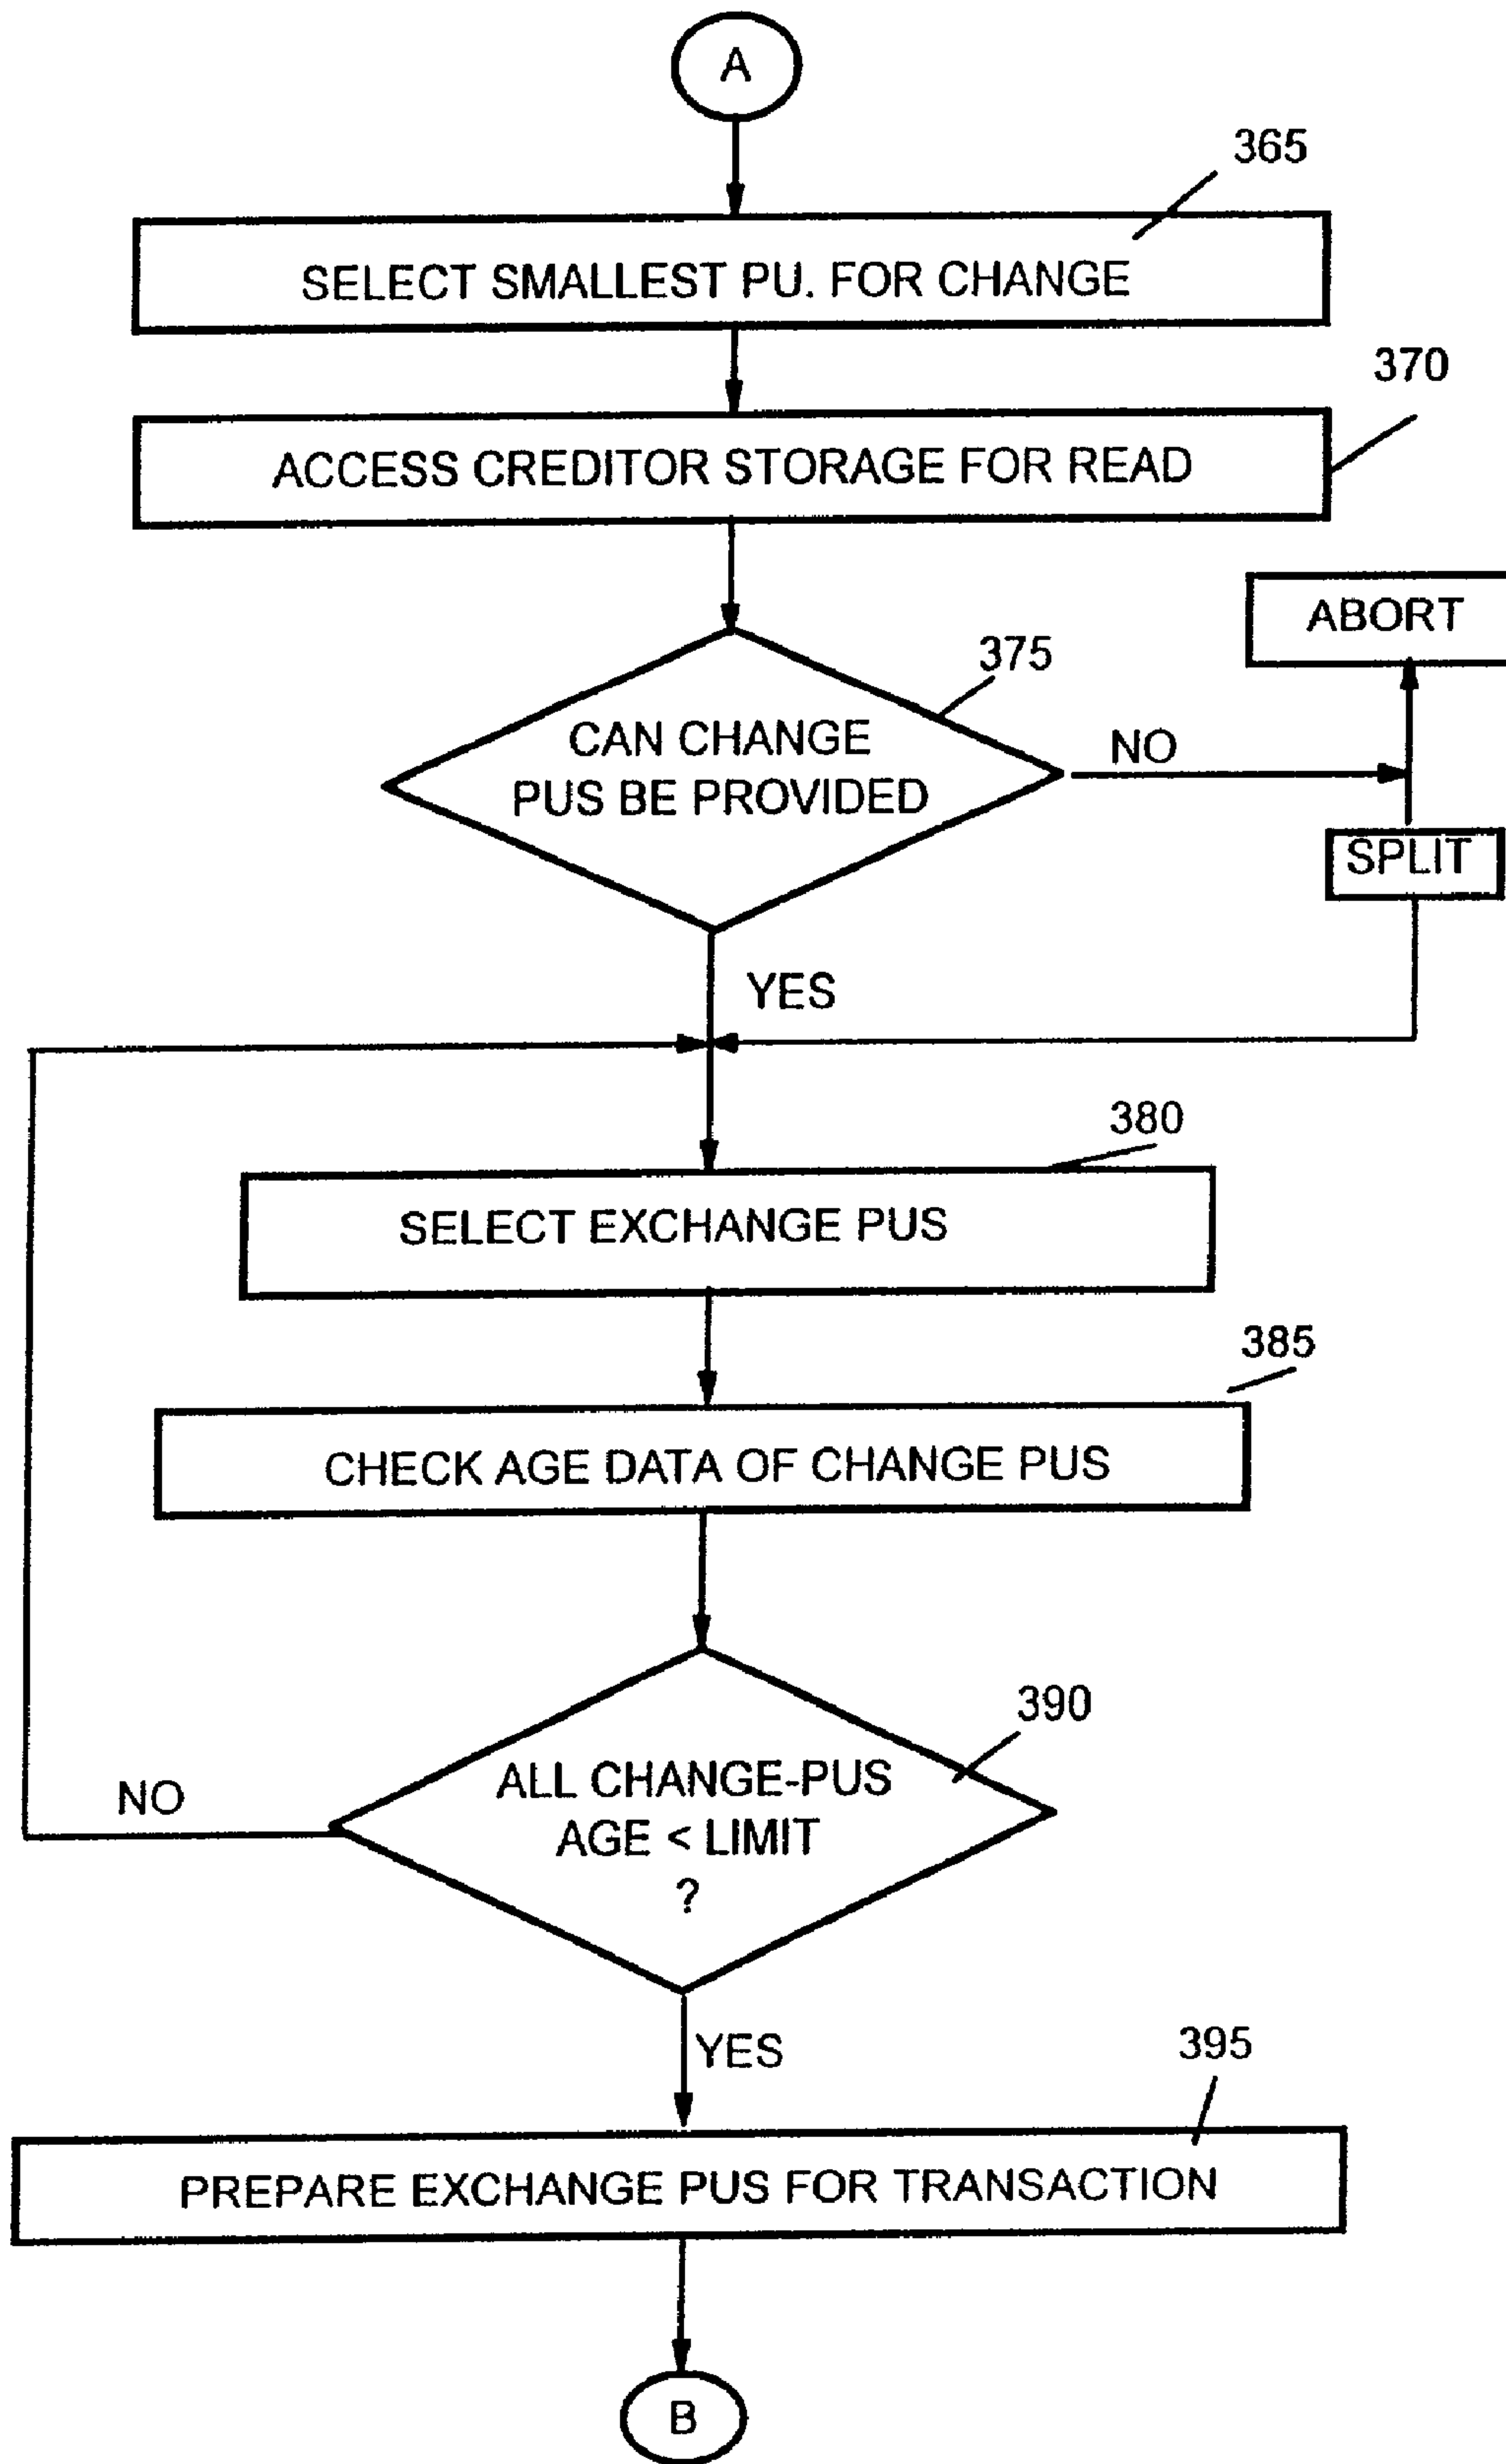 A
365
SELECT SMALLEST PU. FOR CHANGE
370
ACCESS CREDITOR STORAGE FOR READ
ABORT
375
CAN CHANGE
PUS BE PROVIDED
NO
SPLIT
YES
380
SELECT EXCHANGE PUS
385
CHECK AGE DATA OF CHANGE PUS
390
ALL CHANGE-PUS
AGE < LIMIT
?
NO
YES
395
PREPARE EXCHANGE PUS FOR TRANSACTION
B